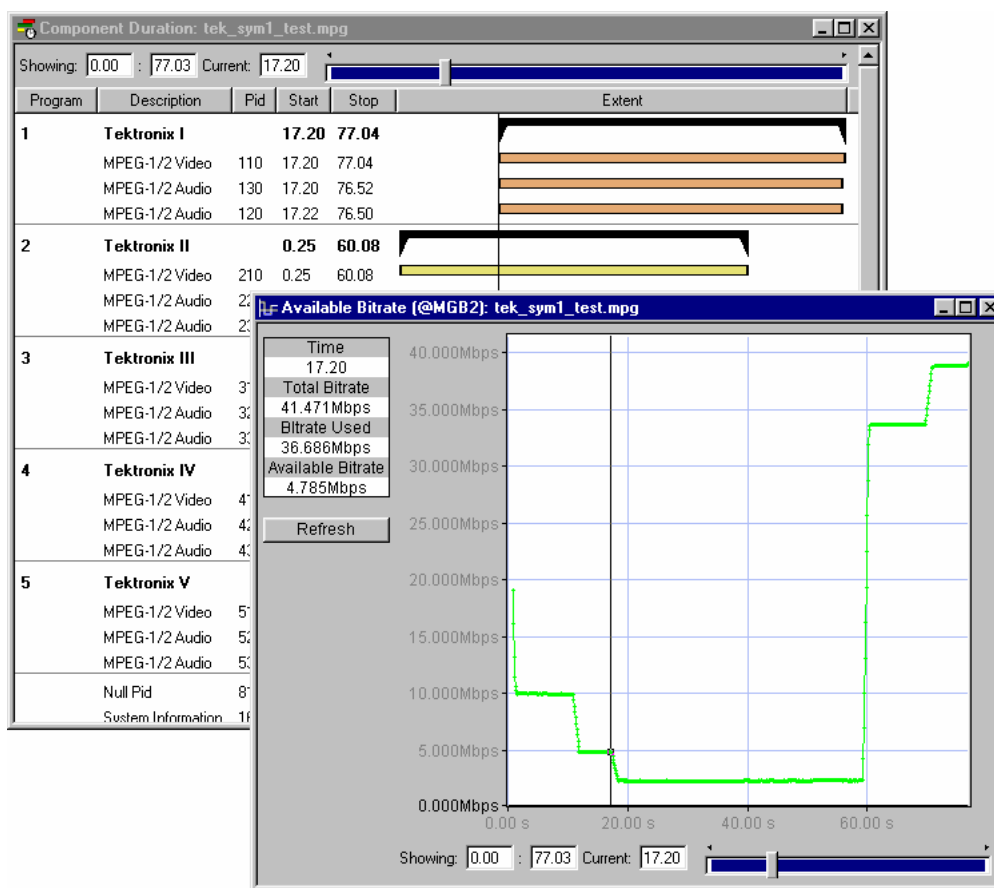 Component Duration: tek_sym1_test.mpg
Showing: 0.00 : 77.03 Current: 17.20
Program Description Pid Start Stop Extent
1 Tektronix I 17.20 77.04
MPEG-1/2 Video 110 17.20 77.04
MPEG-1/2 Audio 130 17.20 76.52
MPEG-1/2 Audio 120 17.22 76.50
2 Tektronix II 0.25 60.08
MPEG-1/2 Video 210 0.25 60.08
MPEG-1/2 Audio
MPEG-1/2 Audio
3 Tektronix III
MPEG-1/2 Video
MPEG-1/2 Audio
MPEG-1/2 Audio
4 Tektronix IV
MPEG-1/2 Video
MPEG-1/2 Audio
MPEG-1/2 Audio
5 Tektronix V
MPEG-1/2 Video
MPEG-1/2 Audio
MPEG-1/2 Audio
Null Pid
System Information
Available Bitrate (@MGB2): tek_sym1_test.mpg
Time
17.20
Total Bitrate
41.471Mbps
BItrate Used
36.686Mbps
Available Bitrate
4.785Mbps
Refresh
40.000Mbps
35.000Mbps
30.000Mbps
25.000Mbps
20.000Mbps
15.000Mbps
10.000Mbps
5.000Mbps
0.000Mbps
0.00 s 20.00 s 40.00 s 60.00 s
Showing: 0.00 : 77.03 Current: 17.20